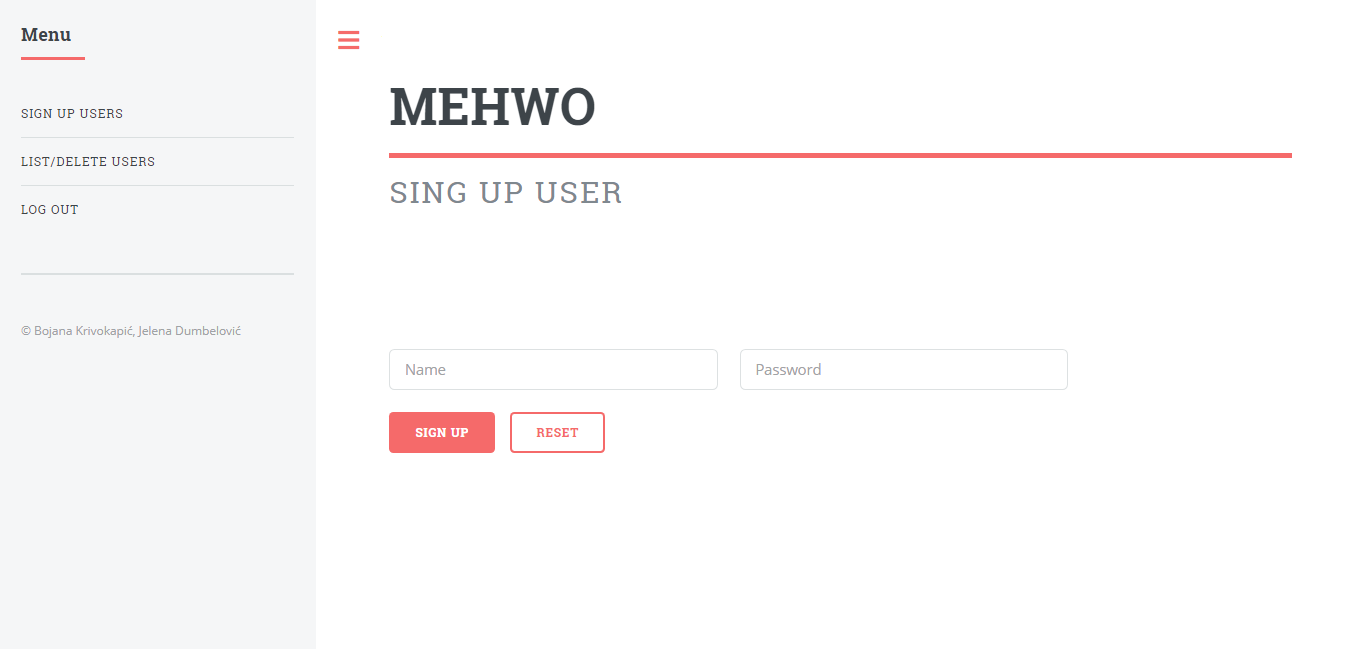 Menu
SIGN UP USERS
LIST/DELETE USERS
LOG OUT
© Bojana Krivokapić, Jelena Dumbelović
MEHWO
SING UP USER
Name
Password
SIGN UP
RESET